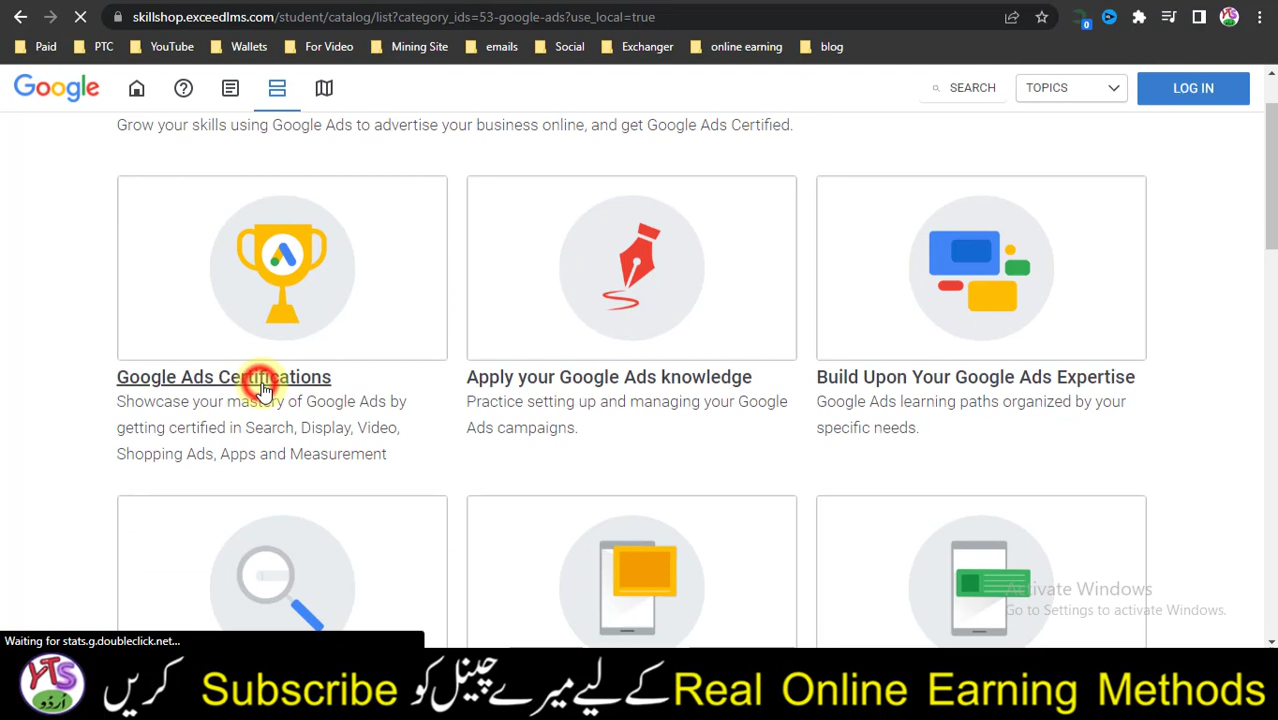 skillshop.exceedlms.com/student/catalog/list?category_ids=53-google-ads?use_local=true
0
Paid PTC YouTube Wallets For Video Mining Site emails Social Exchanger online earning blog
Google SEARCH TOPICS LOG IN
Grow your skills using Google Ads to advertise your business online, and get Google Ads Certified.
Google Ads Certifications
Showcase your mastery of Google Ads by
getting certified in Search, Display, Video,
Shopping Ads, Apps and Measurement
Apply your Google Ads knowledge
Practice setting up and managing your Google
Ads campaigns.
Build Upon Your Google Ads Expertise
Google Ads learning paths organized by your
specific needs.
Activate Windows
Go to Settings to activate Windows.
Waiting for stats.g.doubleclick.net...
YTS اردو
Real Online Earning Methods کے لیے میرے چینل کو Subscribe کریں